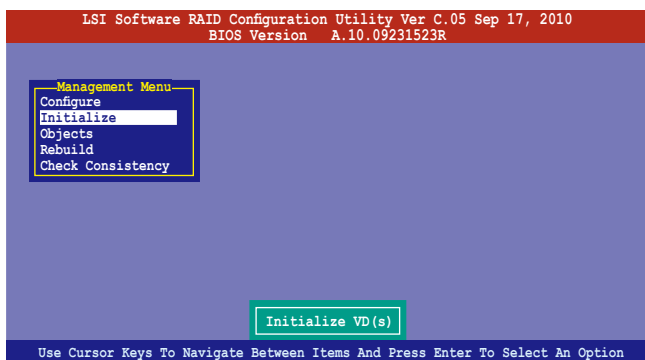 LSI Software RAID Configuration Utility Ver C.05 Sep 17, 2010
BIOS Version A.10.09231523R
Management Menu
Configure
Initialize
Objects
Rebuild
Check Consistency
Initialize VD(s)
Use Cursor Keys To Navigate Between Items And Press Enter To Select An Option